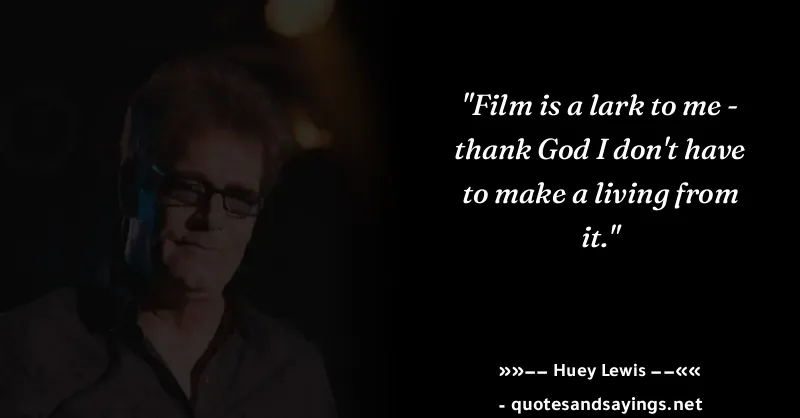 "Film is a lark to me -
thank God I don't have
to make a living from
it."
»»−− Huey Lewis −−««
- quotesandsayings.net